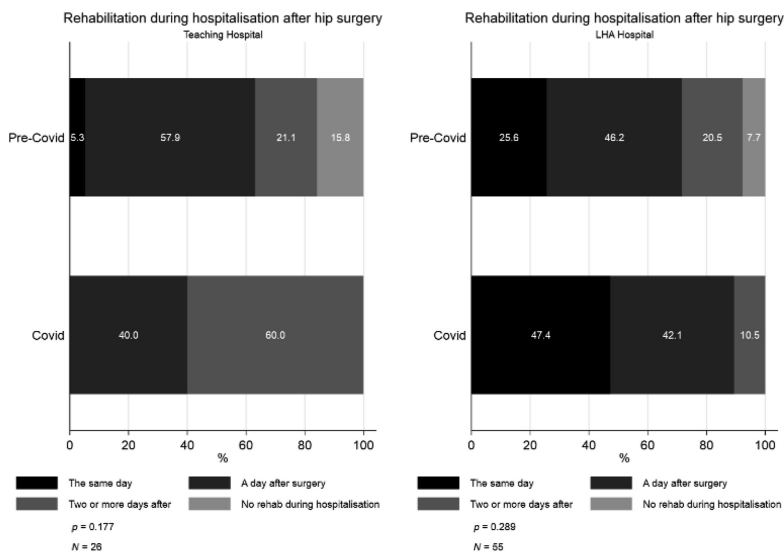 Rehabilitation during hospitalisation after hip surgery
Teaching Hospital
Pre-Covid
5.3 57.9 21.1 15.8
Covid
40.0 60.0
0 20 40 60 80 100
%
The same day A day after surgery
Two or more days after No rehab during hospitalisation
p = 0.177
N = 26
Rehabilitation during hospitalisation after hip surgery
LHA Hospital
Pre-Covid
25.6 46.2 20.5 7.7
Covid
47.4 42.1 10.5
0 20 40 60 80 100
%
The same day A day after surgery
Two or more days after No rehab during hospitalisation
p = 0.289
N = 55